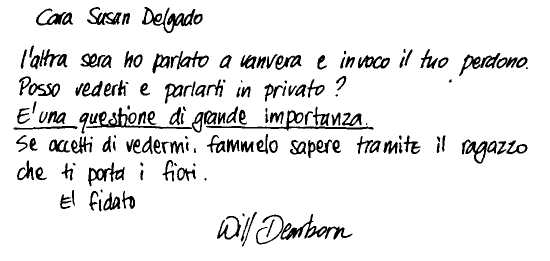 Cara Susan Delgado
l'altra sera ho parlato a vanvera e invoco il tuo perdono.
Posso vederti e parlarti in privato?
E' una questione di grande importanza.
Se accetti di vedermi, fammelo sapere tramite il ragazzo
che ti porta i fiori.
El fidato
Will Dearborn